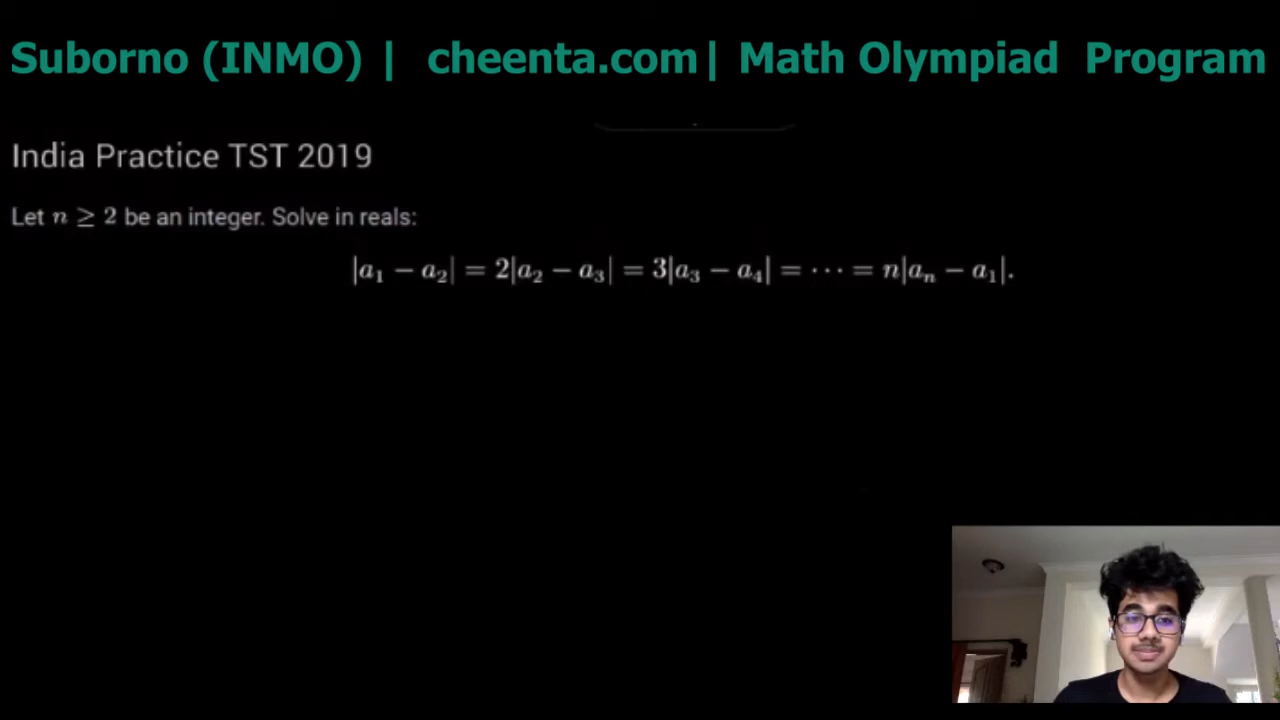 Suborno (INMO) | cheenta.com| Math Olympiad Program
India Practice TST 2019
Let n ≥ 2 be an integer. Solve in reals:
|a₁ − a₂| = 2|a₂ − a₃| = 3|a₃ − a₄| = ⋯ = n|aₙ − a₁|.